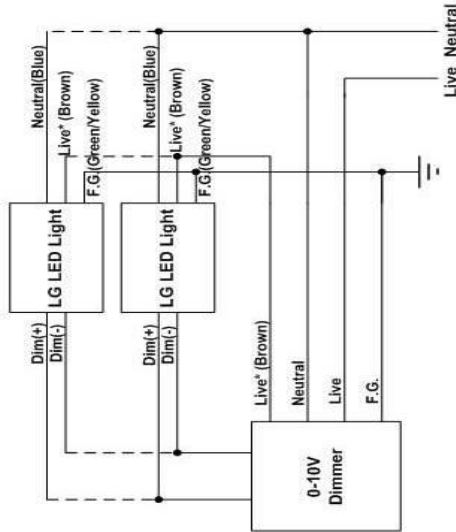 Neutral(Blue)
Live* (Brown)
F.G.(Green/Yellow)
LG LED Light
Dim(+)
Dim(-)
Neutral(Blue)
Live* (Brown)
F.G.(Green/Yellow)
LG LED Light
Dim(+)
Dim(-)
Live* (Brown)
Neutral
Live
F.G.
0-10V
Dimmer
Neutral
Live